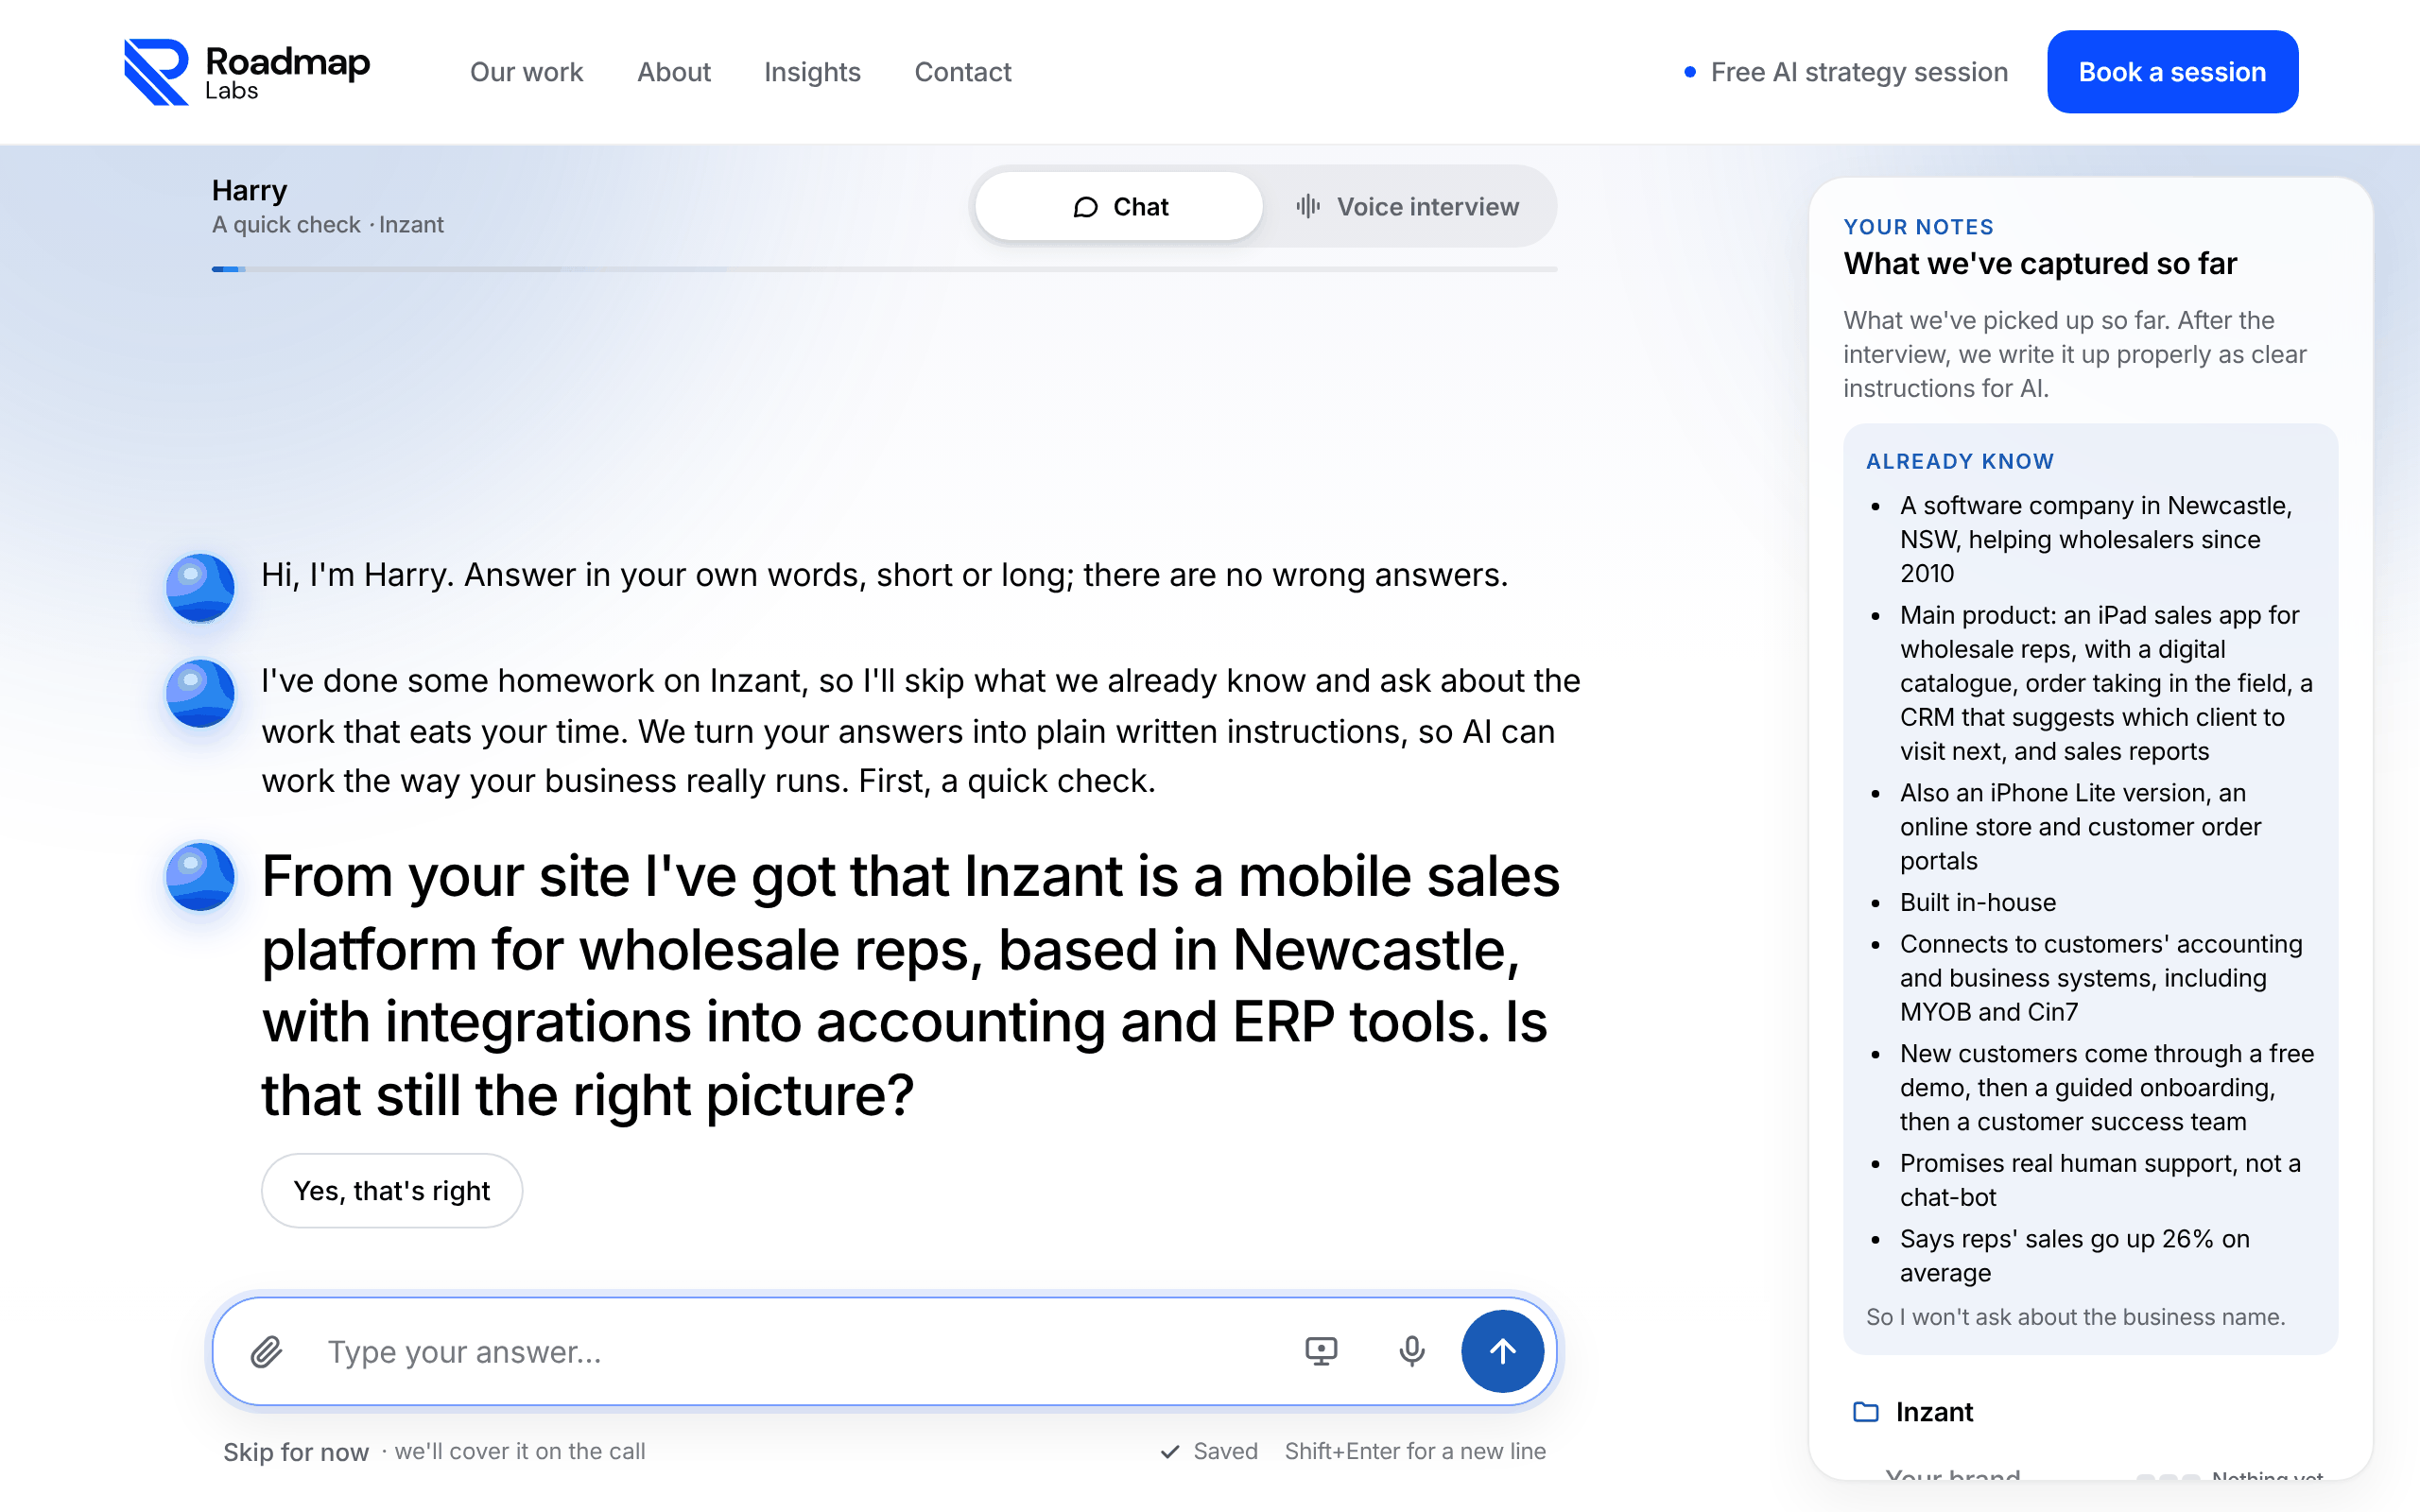 Roadmap
Labs
Our work
About
Insights
Contact
Free AI strategy session
Book a session
Harry
A quick check · Inzant
Chat
Voice interview
Hi, I'm Harry. Answer in your own words, short or long; there are no wrong answers.
I've done some homework on Inzant, so I'll skip what we already know and ask about the
work that eats your time. We turn your answers into plain written instructions, so AI can
work the way your business really runs. First, a quick check.
From your site I've got that Inzant is a mobile sales
platform for wholesale reps, based in Newcastle,
with integrations into accounting and ERP tools. Is
that still the right picture?
Yes, that's right
Type your answer...
Skip for now · we'll cover it on the call
Saved
Shift+Enter for a new line
YOUR NOTES
What we've captured so far
What we've picked up so far. After the
interview, we write it up properly as clear
instructions for AI.
ALREADY KNOW
• A software company in Newcastle,
NSW, helping wholesalers since
2010
• Main product: an iPad sales app for
wholesale reps, with a digital
catalogue, order taking in the field, a
CRM that suggests which client to
visit next, and sales reports
• Also an iPhone Lite version, an
online store and customer order
portals
• Built in-house
• Connects to customers' accounting
and business systems, including
MYOB and Cin7
• New customers come through a free
demo, then a guided onboarding,
then a customer success team
• Promises real human support, not a
chat-bot
• Says reps' sales go up 26% on
average
So I won't ask about the business name.
Inzant
Your brand
Nothing yet